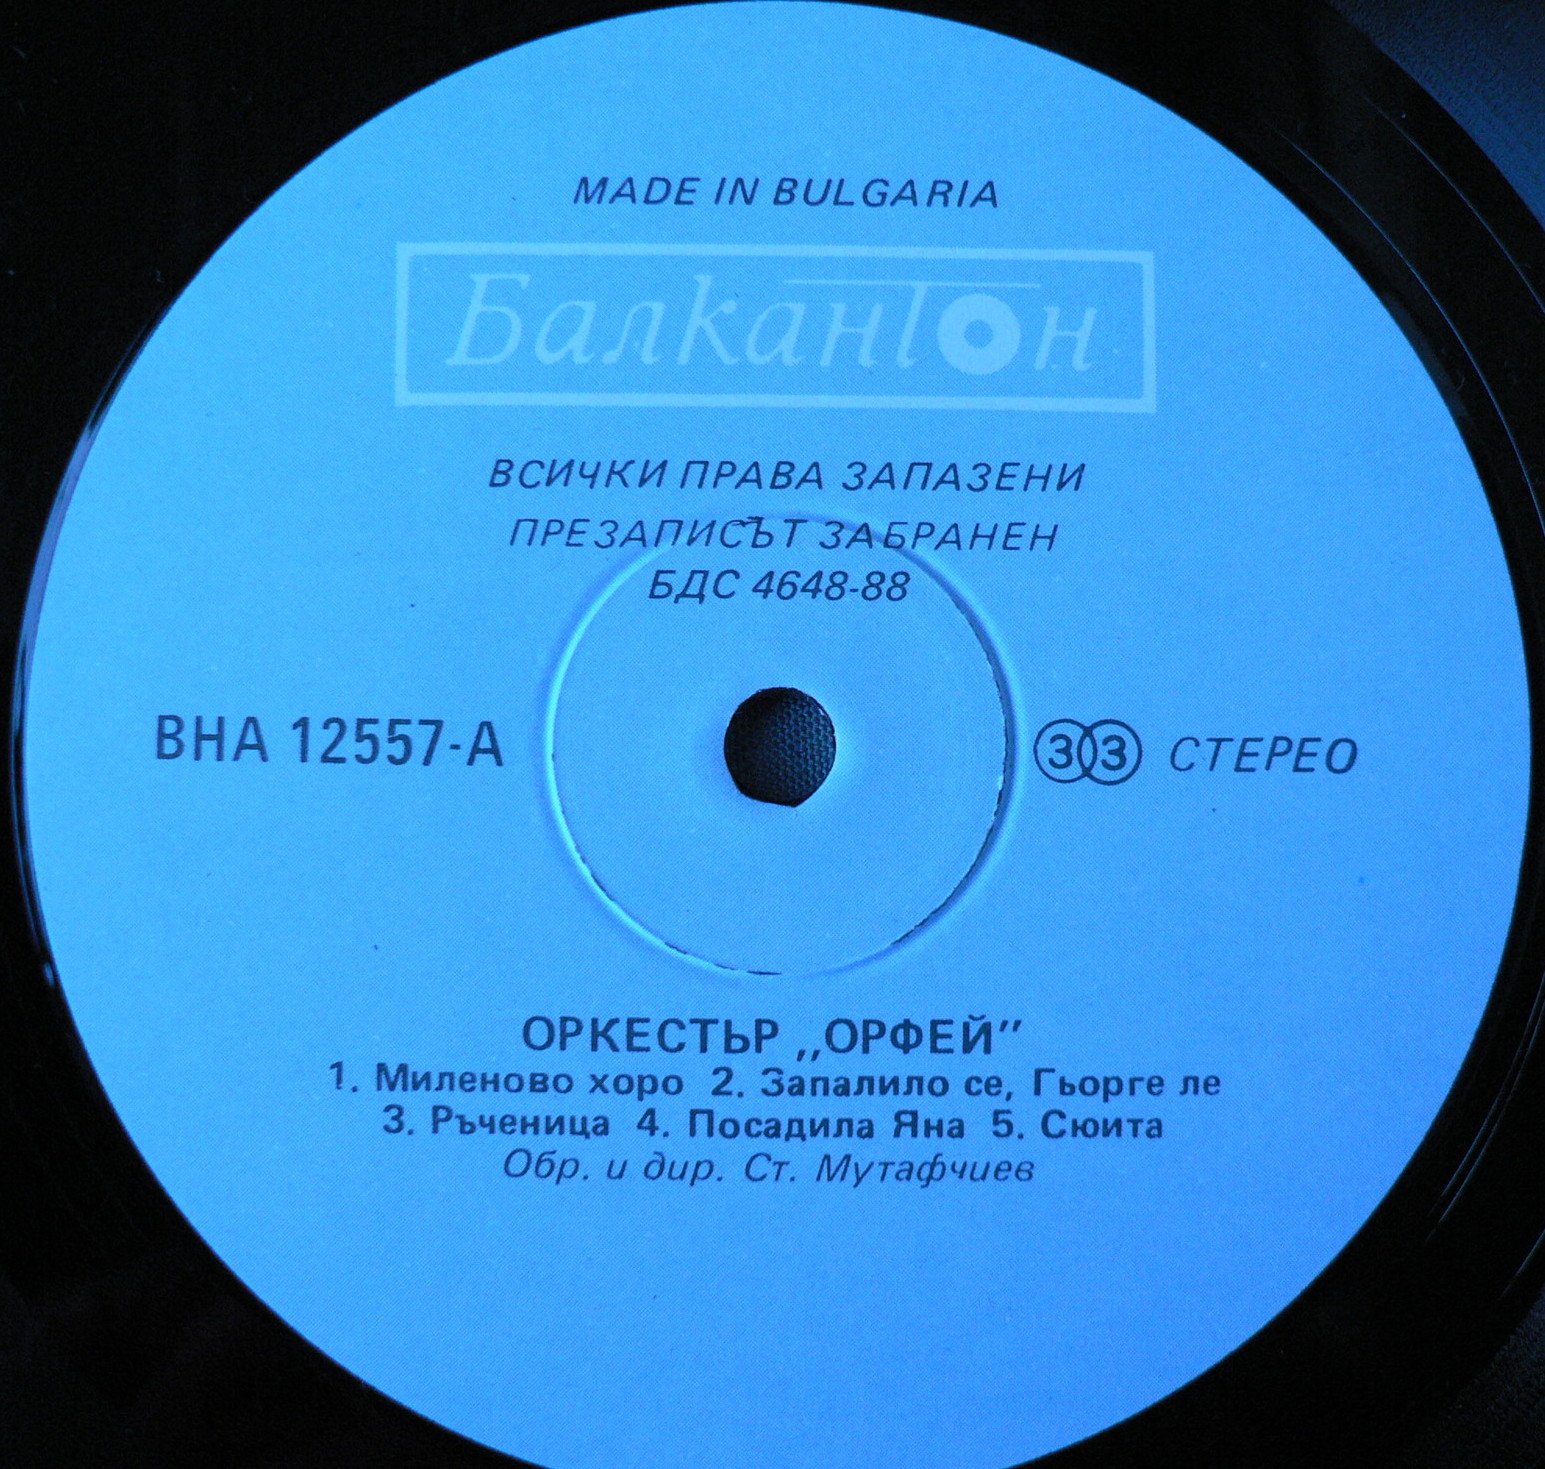 MADE IN BULGARIA
Балкантон
ВСИЧКИ ПРАВА ЗАПАЗЕНИ
ПРЕЗАПИСЪТ ЗАБРАНЕН
БДС 4648-88
ВНА 12557-А
33 СТЕРЕО
ОРКЕСТЪР „ОРФЕЙ”
1. Миленово хоро 2. Запалило се, Гьорге ле
3. Ръченица 4. Посадила Яна 5. Сюита
Обр. и дир. Ст. Мутафчиев